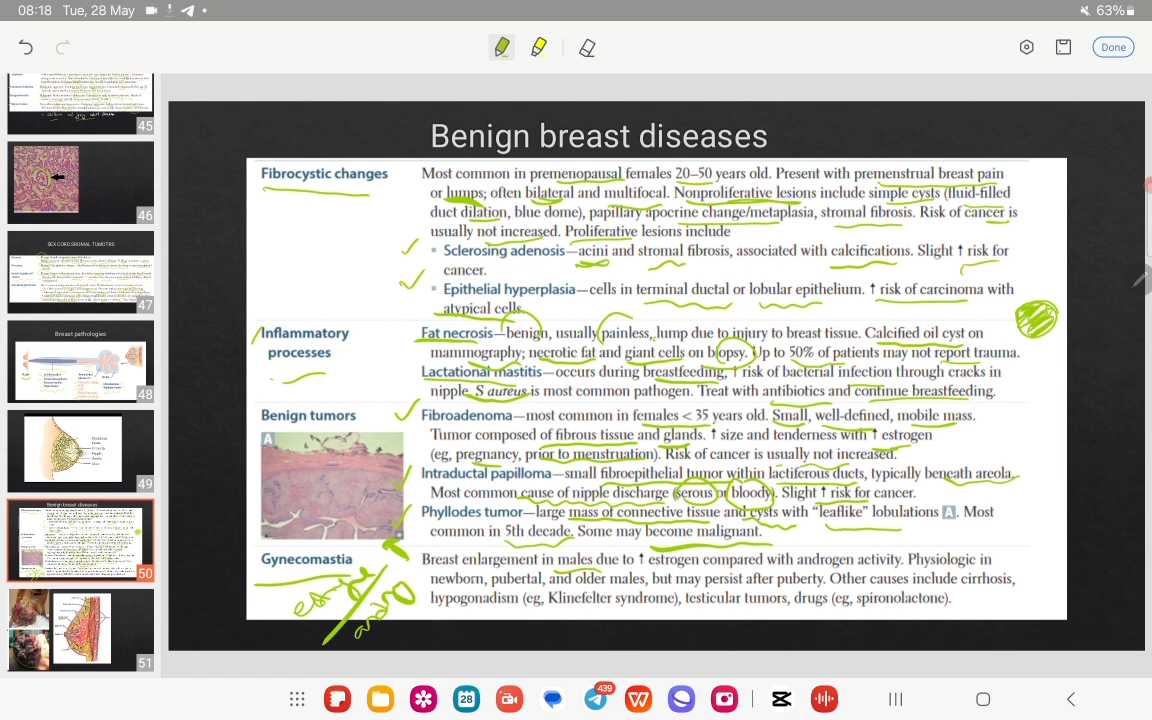 08:18 Tue, 28 May
63%
Done
Benign breast diseases
Fibrocystic changes
Most common in premenopausal females 20–50 years old. Present with premenstrual breast pain
or lumps; often bilateral and multifocal. Nonproliferative lesions include simple cysts (fluid-filled
duct dilation, blue dome), papillary apocrine change/metaplasia, stromal fibrosis. Risk of cancer is
usually not increased. Proliferative lesions include
▪ Sclerosing adenosis—acini and stromal fibrosis, associated with calcifications. Slight ↑ risk for
cancer.
▪ Epithelial hyperplasia—cells in terminal ductal or lobular epithelium. ↑ risk of carcinoma with
atypical cells.
Inflammatory
processes
Fat necrosis—benign, usually painless, lump due to injury to breast tissue. Calcified oil cyst on
mammography; necrotic fat and giant cells on biopsy. Up to 50% of patients may not report trauma.
Lactational mastitis—occurs during breastfeeding, ↑ risk of bacterial infection through cracks in
nipple. S aureus is most common pathogen. Treat with antibiotics and continue breastfeeding.
Benign tumors
A
Fibroadenoma—most common in females < 35 years old. Small, well-defined, mobile mass.
Tumor composed of fibrous tissue and glands. ↑ size and tenderness with ↑ estrogen
(eg, pregnancy, prior to menstruation). Risk of cancer is usually not increased.
Intraductal papilloma—small fibroepithelial tumor within lactiferous ducts, typically beneath areola.
Most common cause of nipple discharge (serous or bloody). Slight ↑ risk for cancer.
Phyllodes tumor—large mass of connective tissue and cysts with “leaflike” lobulations A. Most
common in 5th decade. Some may become malignant.
Gynecomastia
Breast enlargement in males due to ↑ estrogen compared with androgen activity. Physiologic in
newborn, pubertal, and older males, but may persist after puberty. Other causes include cirrhosis,
hypogonadism (eg, Klinefelter syndrome), testicular tumors, drugs (eg, spironolactone).
45
46
SEX CORD STROMAL TUMOTRS
47
Breast pathologies
48
49
Benign breast diseases
50
51
28
439